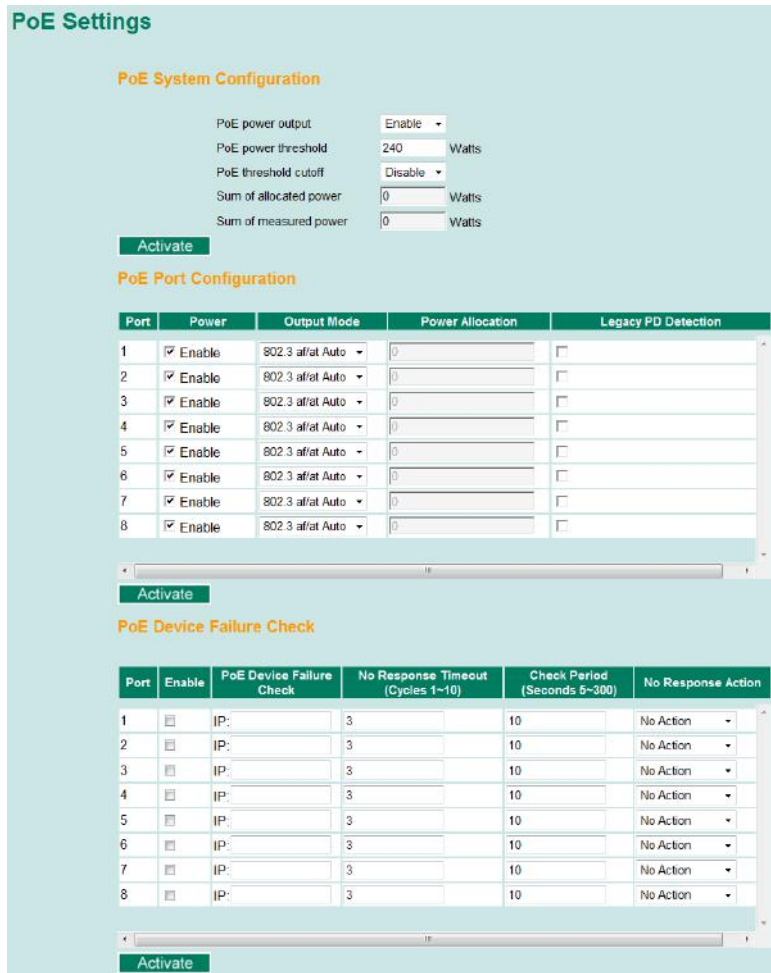 PoE Settings
PoE System Configuration
PoE power output Enable
PoE power threshold 240 Watts
PoE threshold cutoff Disable
Sum of allocated power 0 Watts
Sum of measured power 0 Watts
Activate
PoE Port Configuration
Port Power Output Mode Power Allocation Legacy PD Detection
1 Enable 802.3 af/at Auto 0
2 Enable 802.3 af/at Auto 0
3 Enable 802.3 af/at Auto 0
4 Enable 802.3 af/at Auto 0
5 Enable 802.3 af/at Auto 0
6 Enable 802.3 af/at Auto 0
7 Enable 802.3 af/at Auto 0
8 Enable 802.3 af/at Auto 0
Activate
PoE Device Failure Check
Port Enable PoE Device Failure Check No Response Timeout (Cycles 1~10) Check Period (Seconds 5~300) No Response Action
1 IP: 3 10 No Action
2 IP: 3 10 No Action
3 IP: 3 10 No Action
4 IP: 3 10 No Action
5 IP: 3 10 No Action
6 IP: 3 10 No Action
7 IP: 3 10 No Action
8 IP: 3 10 No Action
Activate